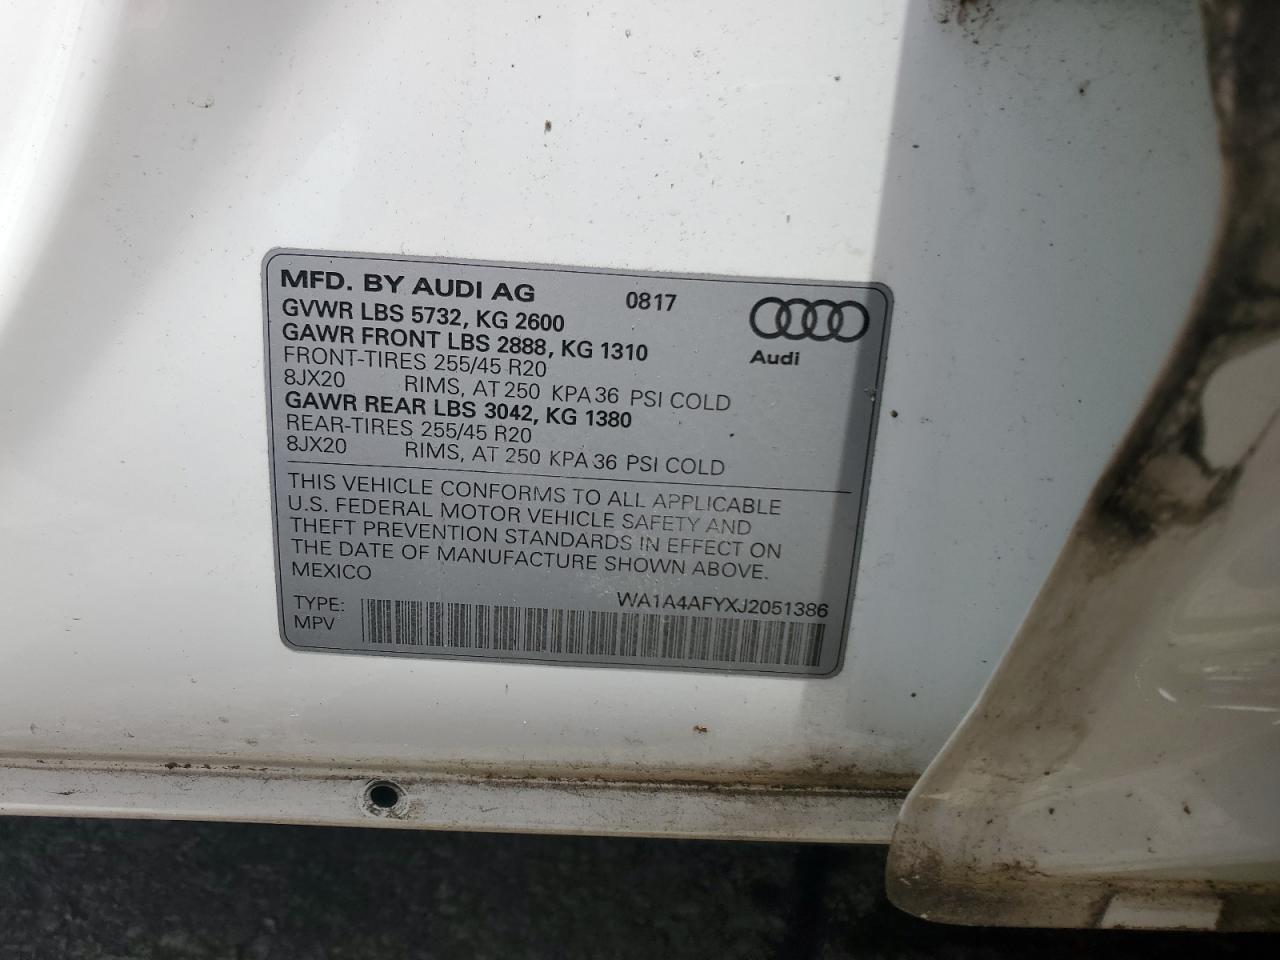 MFD. BY AUDI AG 0817
GVWR LBS 5732, KG 2600
GAWR FRONT LBS 2888, KG 1310
Audi
FRONT-TIRES 255/45 R20
8JX20 RIMS, AT 250 KPA 36 PSI COLD
GAWR REAR LBS 3042, KG 1380
REAR-TIRES 255/45 R20
8JX20 RIMS, AT 250 KPA 36 PSI COLD
THIS VEHICLE CONFORMS TO ALL APPLICABLE
U.S. FEDERAL MOTOR VEHICLE SAFETY AND
THEFT PREVENTION STANDARDS IN EFFECT ON
THE DATE OF MANUFACTURE SHOWN ABOVE.
MEXICO
WA1A4AFYXJ2051386
TYPE:
MPV